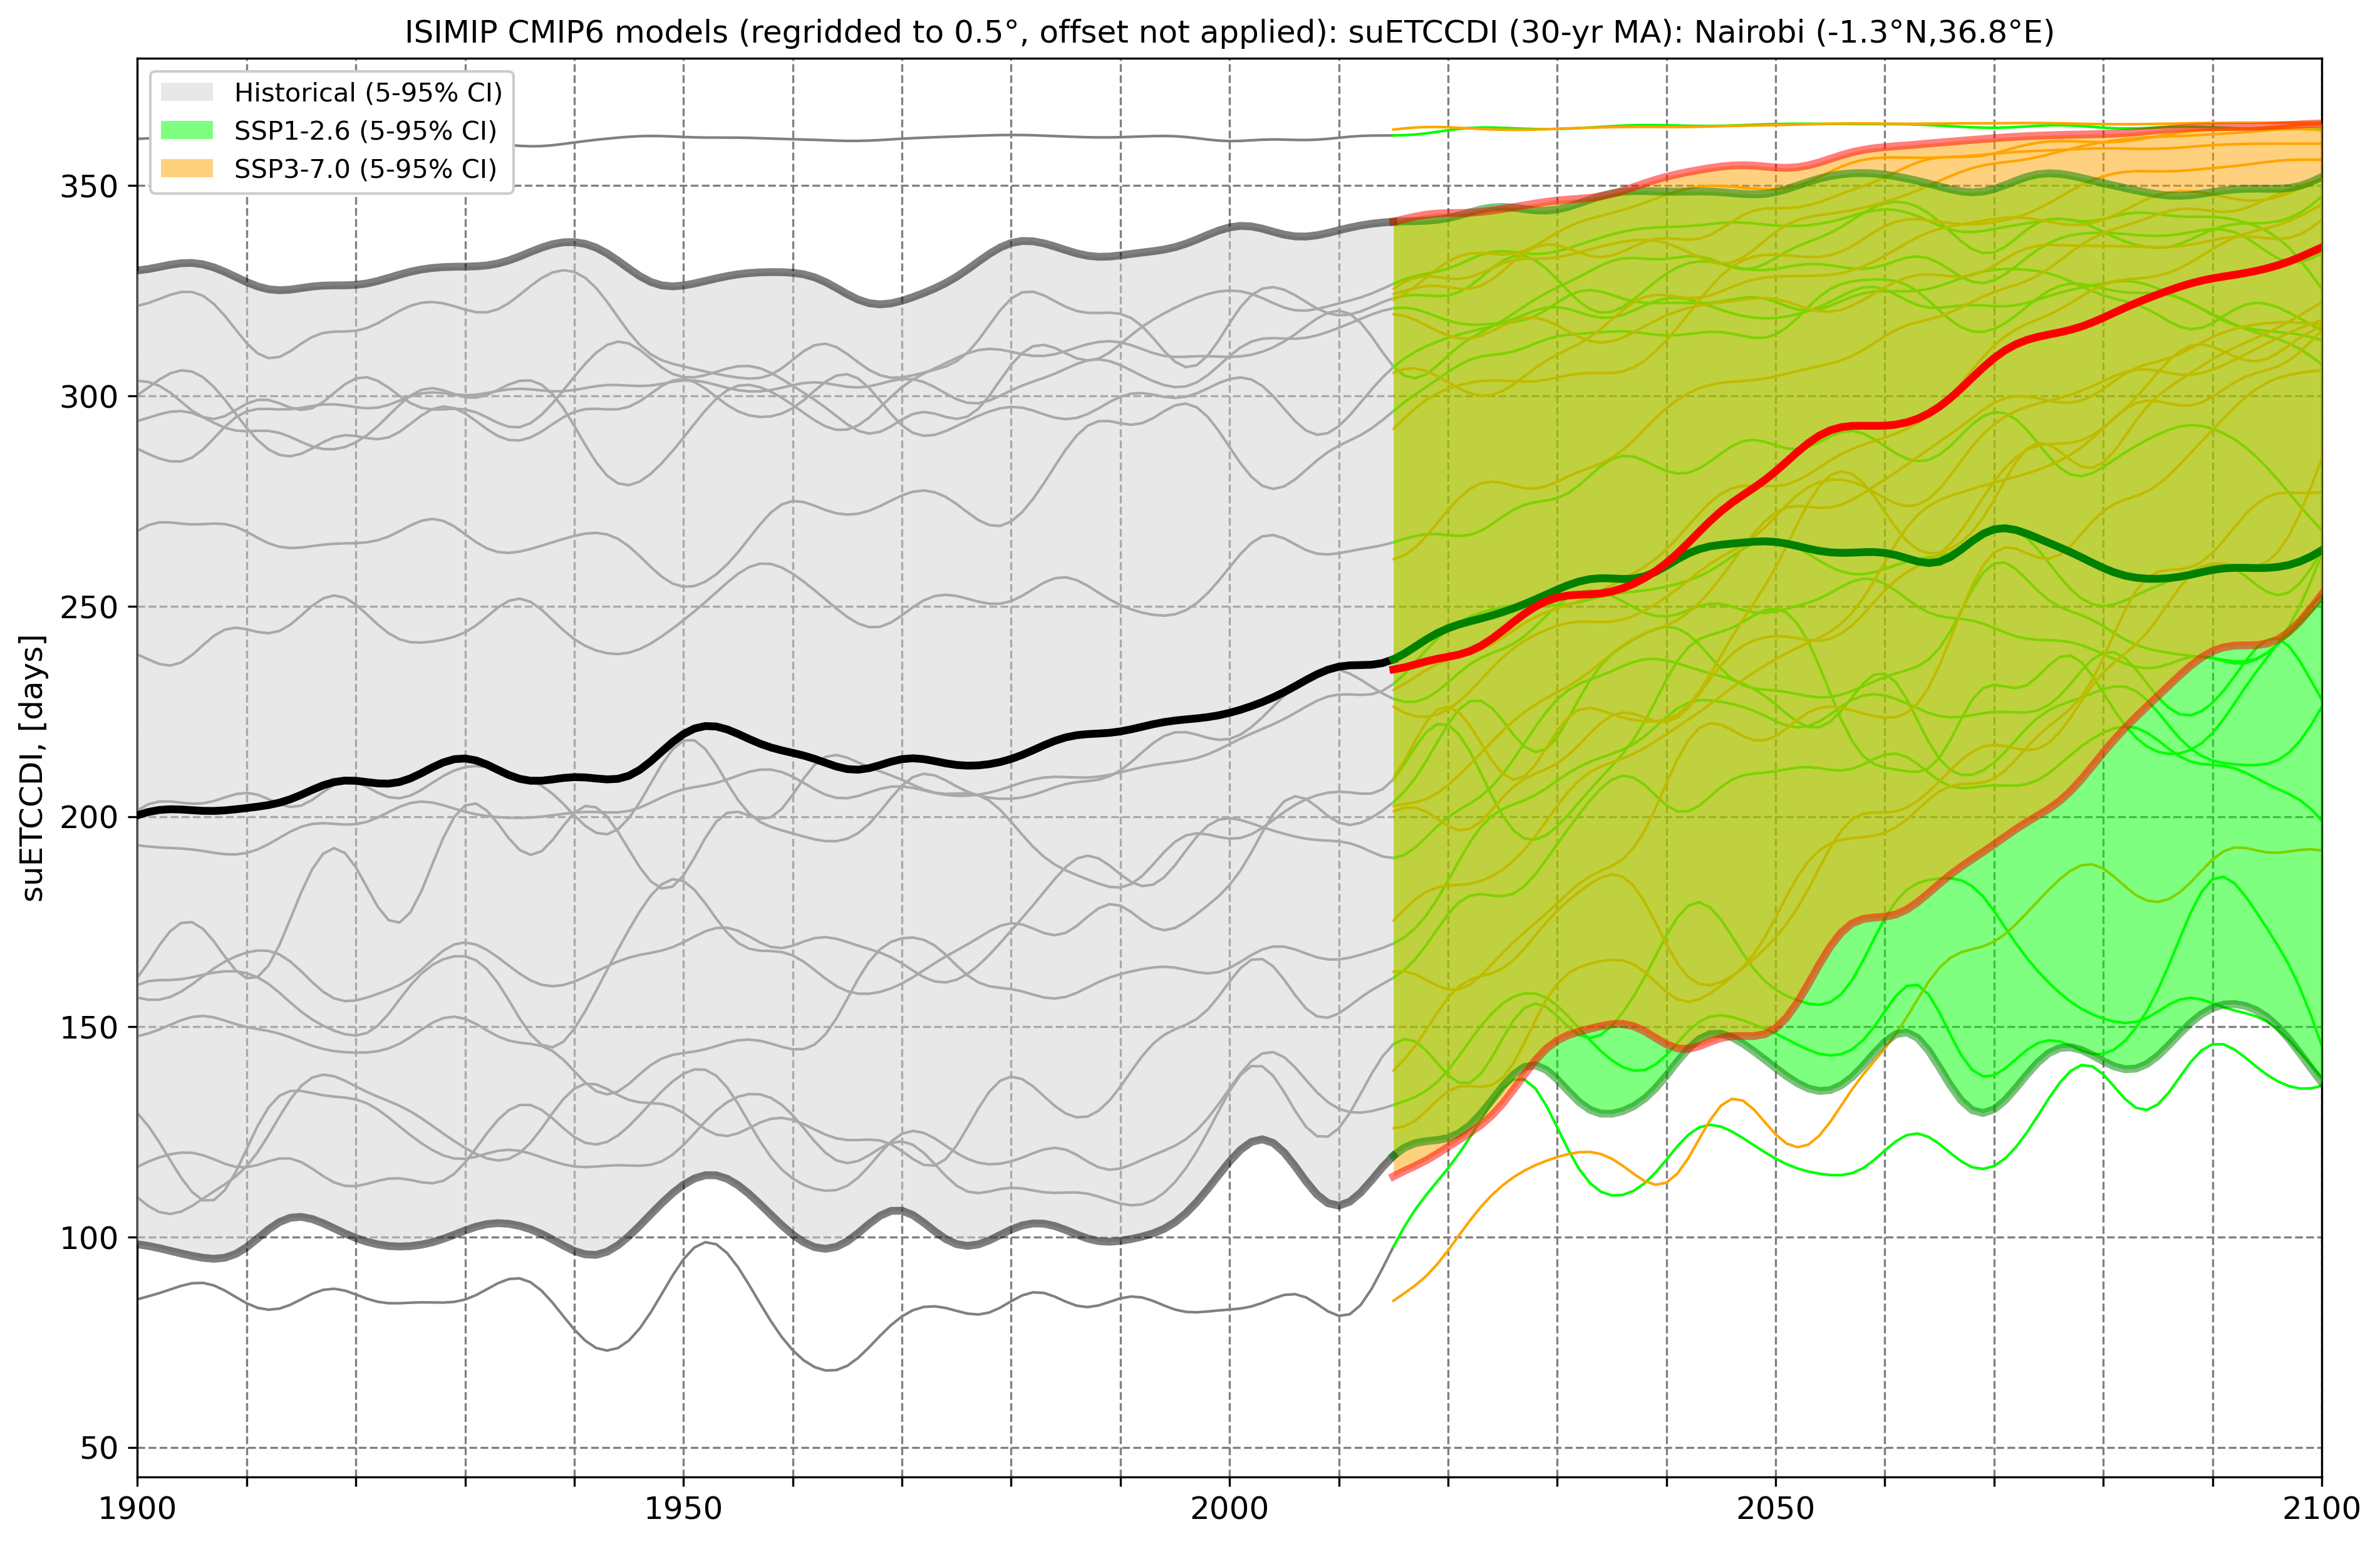 ISIMIP CMIP6 models (regridded to 0.5°, offset not applied): suETCCDI (30-yr MA): Nairobi (-1.3°N,36.8°E)
Historical (5-95% CI)
SSP1-2.6 (5-95% CI)
SSP3-7.0 (5-95% CI)
suETCCDI, [days]
350
300
250
200
150
100
50
1900
1950
2000
2050
2100